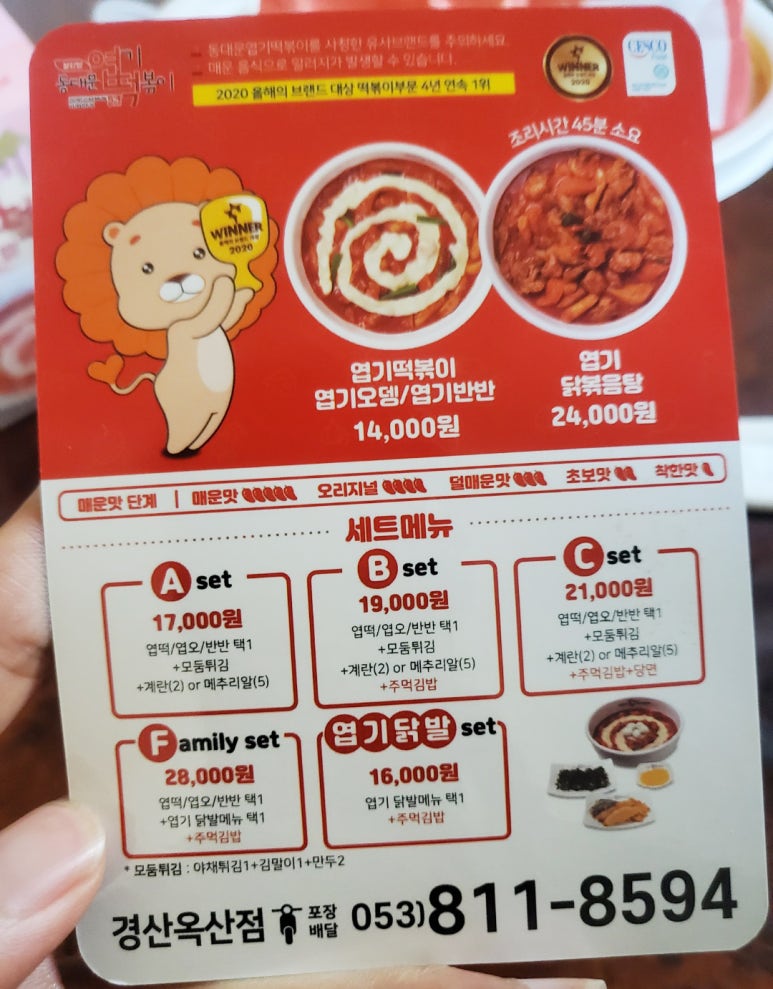 엽기
동대문 떡볶이
동대문엽기떡볶이를 사칭한 유사브랜드를 주의하세요.
매운 음식으로 알러지가 발생할 수 있습니다.
2020 올해의 브랜드 대상 떡볶이부문 4년 연속 1위
WINNER
2020
CESCO
Food
조리시간 45분 소요
WINNER
올해의 브랜드 대상
2020
엽기떡볶이
엽기오뎅/엽기반반
14,000원
엽기
닭볶음탕
24,000원
매운맛 단계 | 매운맛 오리지널 덜매운맛 초보맛 착한맛
세트메뉴
A set
17,000원
엽떡/엽오/반반 택1
+모둠튀김
+계란(2) or 메추리알(5)
B set
19,000원
엽떡/엽오/반반 택1
+모둠튀김
+계란(2) or 메추리알(5)
+주먹김밥
C set
21,000원
엽떡/엽오/반반 택1
+모둠튀김
+계란(2) or 메추리알(5)
+주먹김밥+당면
Family set
28,000원
엽떡/엽오/반반 택1
+엽기 닭발메뉴 택1
+주먹김밥
엽기닭발 set
16,000원
엽기 닭발메뉴 택1
+주먹김밥
* 모둠튀김 : 야채튀김1+김말이1+만두2
경산옥산점 포장 배달 053)811-8594